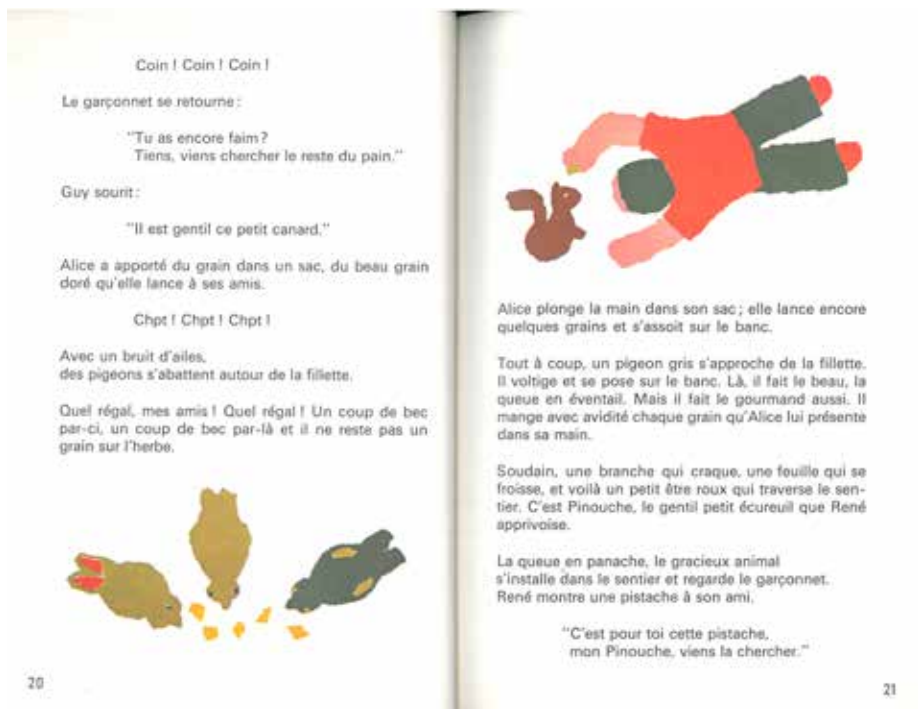 Coin ! Coin ! Coin !
Le garçonnet se retourne :
"Tu as encore faim ?
Tiens, viens chercher le reste du pain."
Guy sourit :
"Il est gentil ce petit canard."
Alice a apporté du grain dans un sac, du beau grain
doré qu'elle lance à ses amis.
Chpt ! Chpt ! Chpt !
Avec un bruit d'ailes,
des pigeons s'abattent autour de la fillette.
Quel régal, mes amis ! Quel régal ! Un coup de bec
par-ci, un coup de bec par-là et il ne reste pas un
grain sur l'herbe.
20
Alice plonge la main dans son sac ; elle lance encore
quelques grains et s'assoit sur le banc.
Tout à coup, un pigeon gris s'approche de la fillette.
Il voltige et se pose sur le banc. Là, il fait le beau, la
queue en éventail. Mais il fait le gourmand aussi. Il
mange avec avidité chaque grain qu'Alice lui présente
dans sa main.
Soudain, une branche qui craque, une feuille qui se
froisse, et voilà un petit être roux qui traverse le sen-
tier. C'est Pinouche, le gentil petit écureuil que René
apprivoise.
La queue en panache, le gracieux animal
s'installe dans le sentier et regarde le garçonnet.
René montre une pistache à son ami.
"C'est pour toi cette pistache,
mon Pinouche, viens la chercher."
21